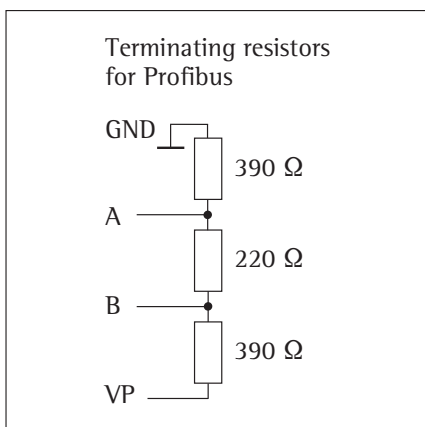 Terminating resistors
for Profibus
GND
390 Ω
A
220 Ω
B
390 Ω
VP